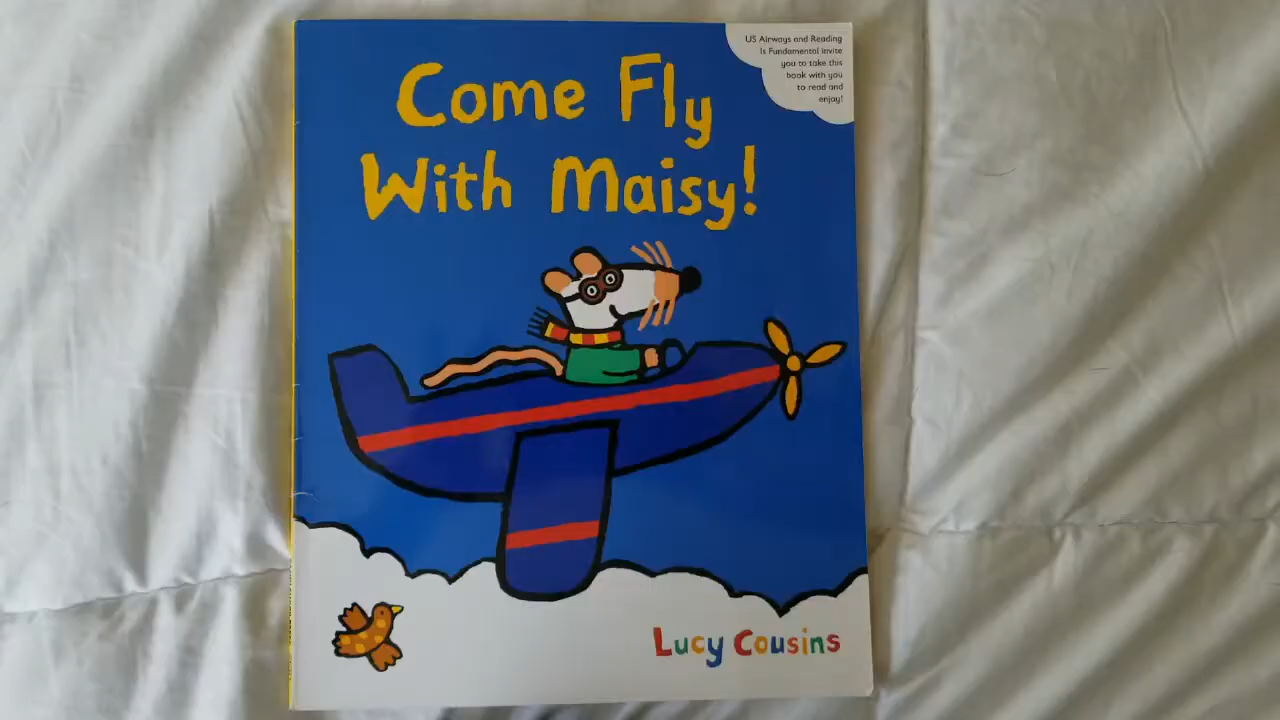 US Airways and Reading
Is Fundamental invite
you to take this
book with you
to read and
enjoy!
Come Fly
With Maisy!
Lucy Cousins